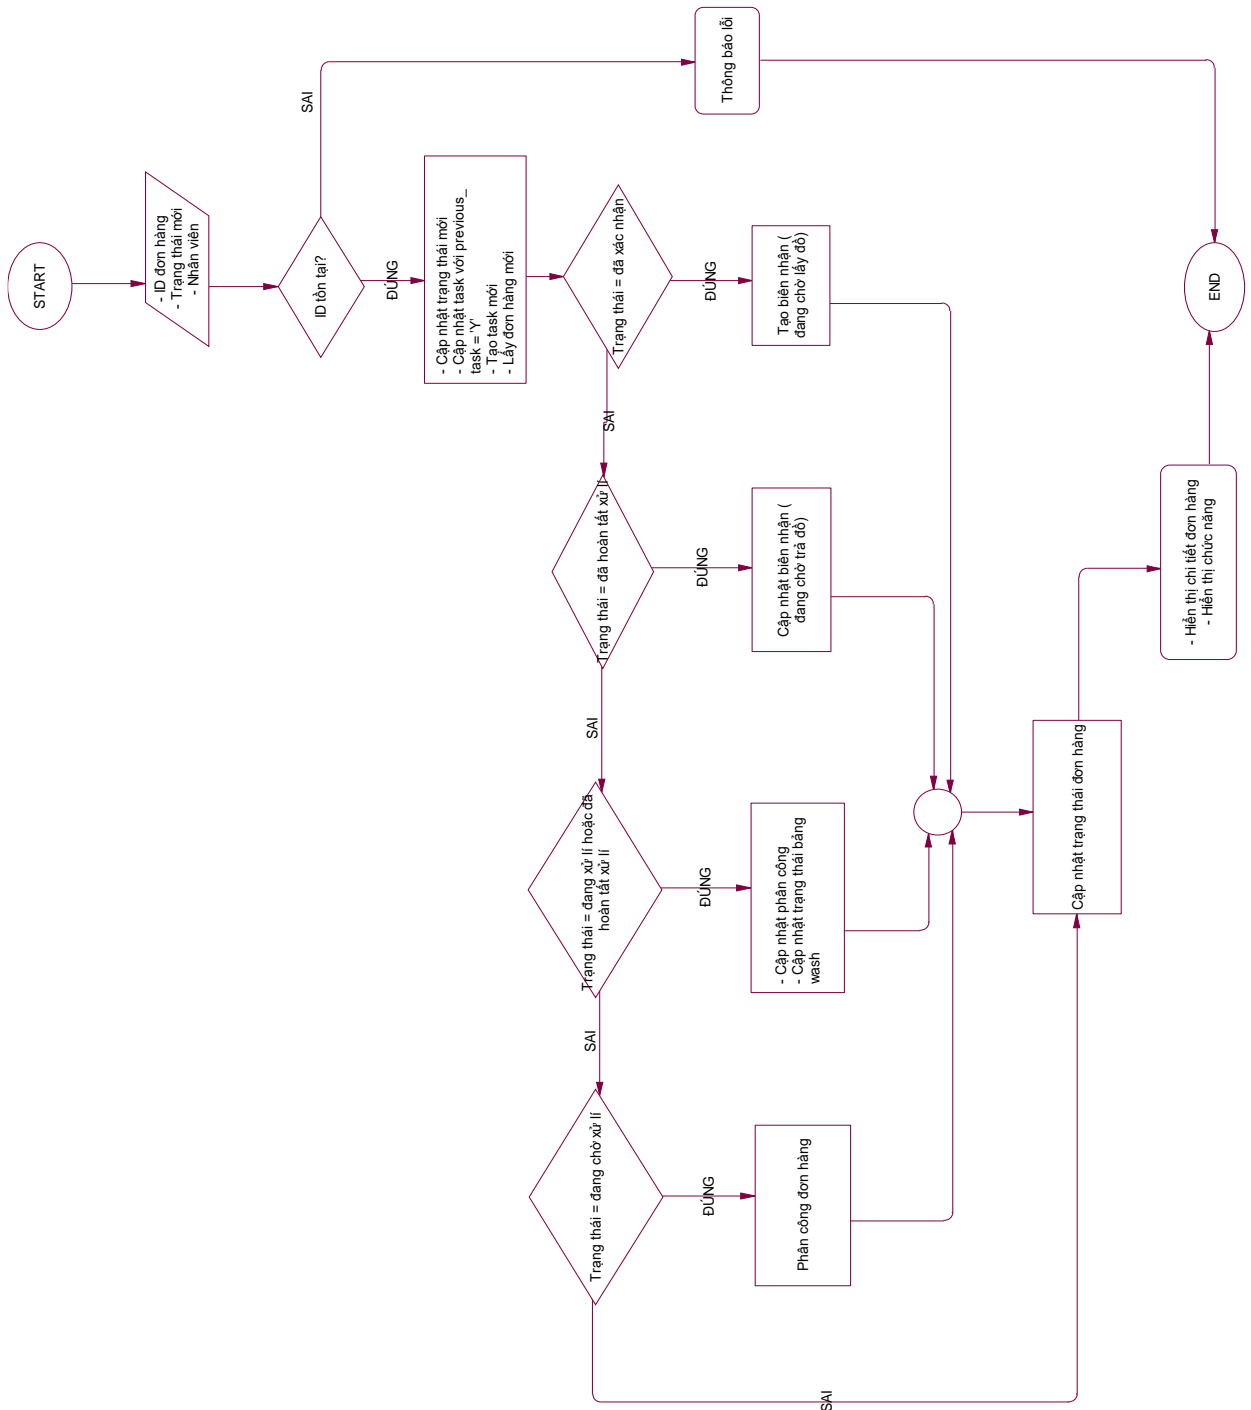 START
- ID đơn hàng
- Trạng thái mới
- Nhân viên
ID tồn tại?
SAI
Thông báo lỗi
ĐÚNG
- Cập nhật trạng thái mới
- Cập nhật task với previous_
task = 'Y'
- Tạo task mới
- Lấy đơn hàng mới
Trạng thái = đã xác nhận
ĐÚNG
Tạo biên nhận (
đang chờ lấy đồ)
SAI
Trạng thái = đã hoàn tất xử lí
ĐÚNG
Cập nhật biên nhận (
đang chờ trả đồ)
SAI
Trạng thái = đang xử lí hoặc đã
hoàn tất xử lí
ĐÚNG
- Cập nhật phân công
- Cập nhật trạng thái bảng
wash
SAI
Trạng thái = đang chờ xử lí
ĐÚNG
Phân công đơn hàng
SAI
Cập nhật trạng thái đơn hàng
- Hiển thị chi tiết đơn hàng
- Hiển thị chức năng
END